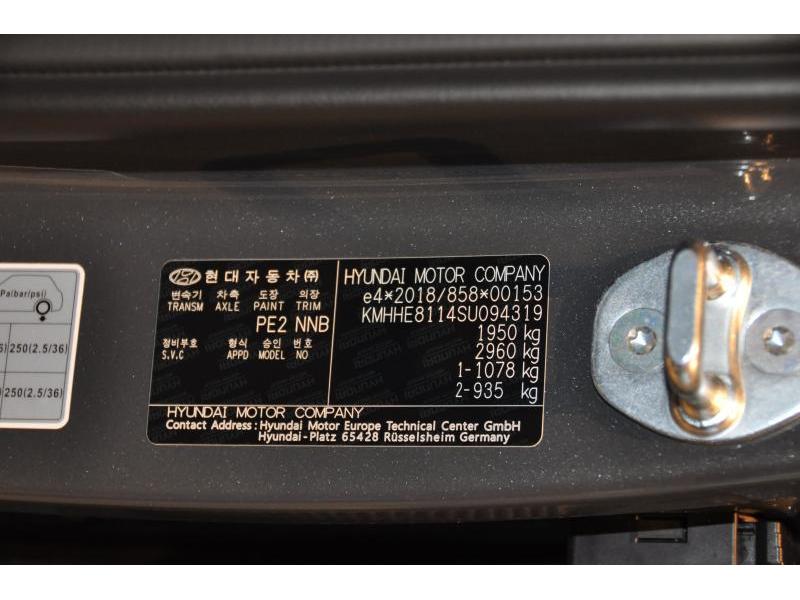 Pa(bar/psi)
250(2.5/36)
250(2.5/36)
현대자동차㈜
변속기 차축 도장 의장
TRANSM AXLE PAINT TRIM
PE2 NNB
정비부호 형식 승인 번호
S.V.C APPD MODEL NO
HYUNDAI MOTOR COMPANY
e4*2018/858*00153
KMHHE8114SU094319
1950 kg
2960 kg
1-1078 kg
2-935 kg
HYUNDAI MOTOR COMPANY
Contact Address : Hyundai Motor Europe Technical Center GmbH
Hyundai-Platz 65428 Rüsselsheim Germany